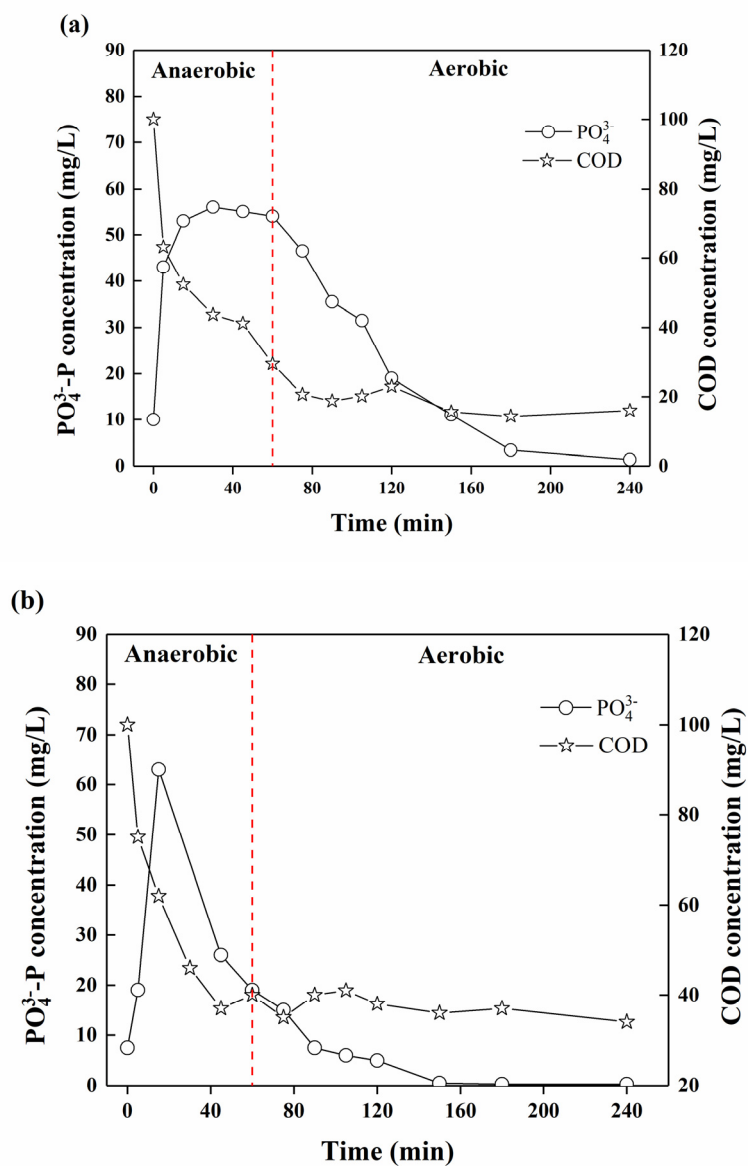 (a)
Anaerobic Aerobic
PO₄³⁻
COD
PO₄³⁻-P concentration (mg/L)
90
80
70
60
50
40
30
20
10
0
COD concentration (mg/L)
120
100
80
60
40
20
0
0 40 80 120 160 200 240
Time (min)
(b)
Anaerobic Aerobic
PO₄³⁻
COD
PO₄³⁻-P concentration (mg/L)
90
80
70
60
50
40
30
20
10
0
COD concentration (mg/L)
120
100
80
60
40
20
0 40 80 120 160 200 240
Time (min)